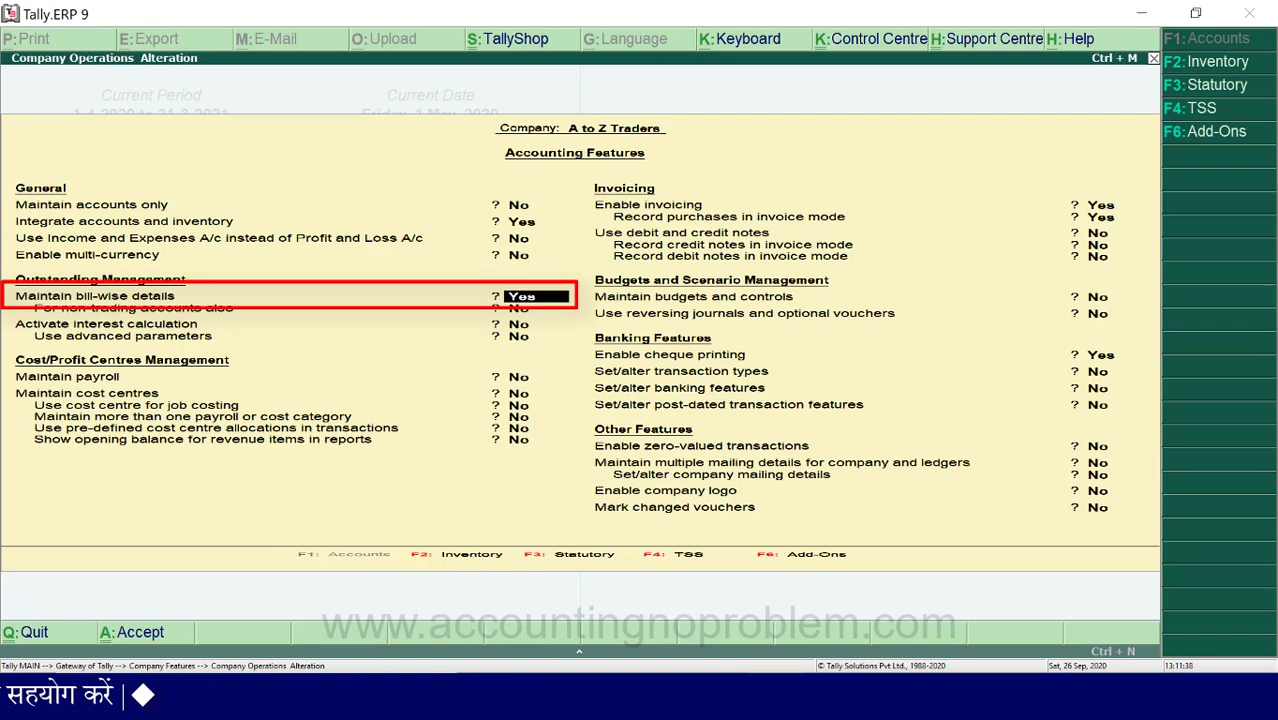 Tally.ERP 9
P: Print E: Export M: E-Mail O: Upload S: TallyShop G: Language K: Keyboard K: Control Centre H: Support Centre H: Help F1: Accounts
Company Operations Alteration Ctrl + M
F2: Inventory
F3: Statutory
F4: TSS
F6: Add-Ons
Current Period Current Date
1-4-2020 to 31-3-2021 Friday, 1 May, 2020
Company: A to Z Traders
Accounting Features
General
Maintain accounts only ? No
Integrate accounts and inventory ? Yes
Use Income and Expenses A/c instead of Profit and Loss A/c ? No
Enable multi-currency ? No
Outstanding Management
Maintain bill-wise details ? Yes
For non-trading accounts also ? No
Activate interest calculation ? No
Use advanced parameters ? No
Cost/Profit Centres Management
Maintain payroll ? No
Maintain cost centres ? No
Use cost centre for job costing ? No
Maintain more than one payroll or cost category ? No
Use pre-defined cost centre allocations in transactions ? No
Show opening balance for revenue items in reports ? No
Invoicing
Enable invoicing ? Yes
Record purchases in invoice mode ? Yes
Use debit and credit notes ? No
Record credit notes in invoice mode ? No
Record debit notes in invoice mode ? No
Budgets and Scenario Management
Maintain budgets and controls ? No
Use reversing journals and optional vouchers ? No
Banking Features
Enable cheque printing ? Yes
Set/alter transaction types ? No
Set/alter banking features ? No
Set/alter post-dated transaction features ? No
Other Features
Enable zero-valued transactions ? No
Maintain multiple mailing details for company and ledgers ? No
Set/alter company mailing details ? No
Enable company logo ? No
Mark changed vouchers ? No
F1: Accounts F2: Inventory F3: Statutory F4: TSS F6: Add-Ons
www.accountingnoproblem.com
Q: Quit A: Accept
Ctrl + N
Tally MAIN --> Gateway of Tally --> Company Features --> Company Operations Alteration © Tally Solutions Pvt Ltd., 1988-2020 Sat, 26 Sep, 2020 13:11:38
सहयोग करें | ◆